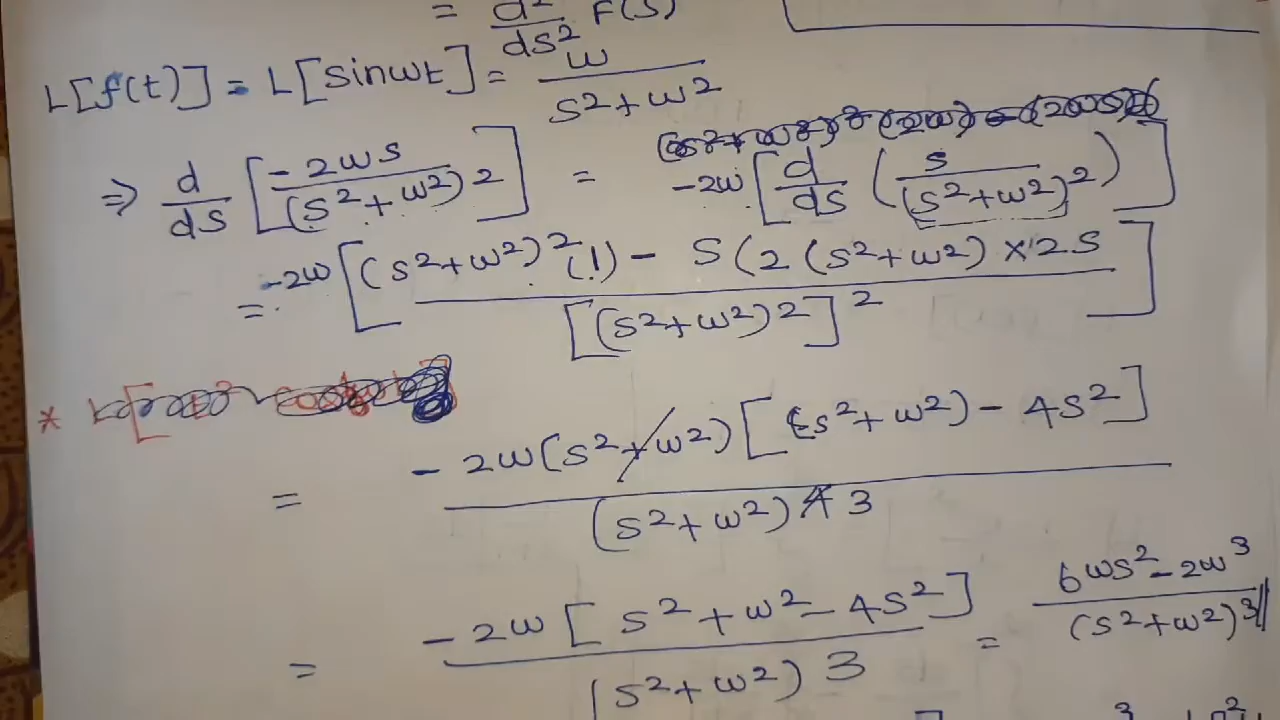 = d²/ds² F(s)
L[f(t)] = L[sinωt] = ω/(s²+ω²)
⇒ d/ds [-2ωs/(s²+ω²)²] = -2ω [d/ds (s/(s²+ω²)²)]
= -2ω [(s²+ω²)²(1) - s(2(s²+ω²)×2s / [(s²+ω²)²]²]
*
= -2ω(s²+ω²)[(s²+ω²) - 4s²] / (s²+ω²)4 3
= -2ω[s²+ω²-4s²] / (s²+ω²)3 = 6ωs²-2ω³/(s²+ω²)³